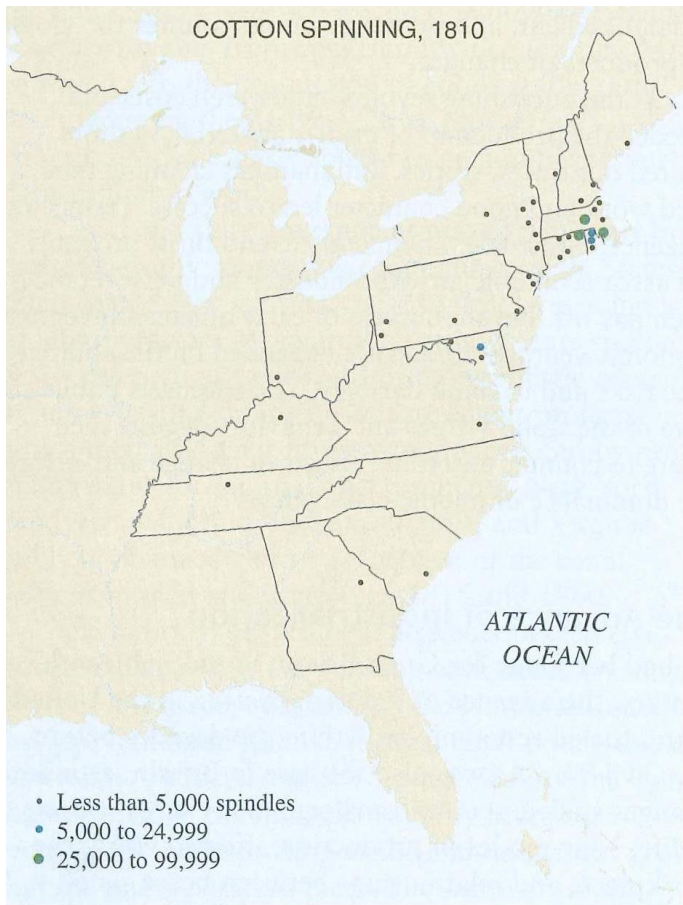 COTTON SPINNING, 1810
ATLANTIC
OCEAN
Less than 5,000 spindles
5,000 to 24,999
25,000 to 99,999